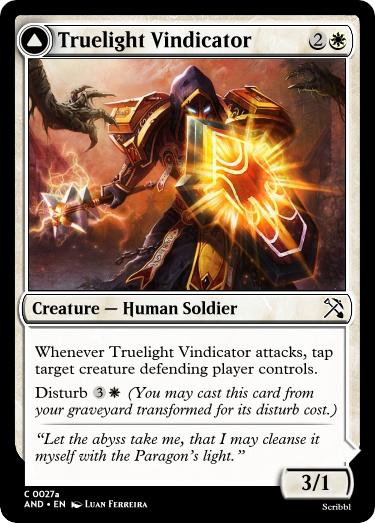 Truelight Vindicator 2
Creature — Human Soldier
Whenever Truelight Vindicator attacks, tap
target creature defending player controls.
Disturb 3 (You may cast this card from
your graveyard transformed for its disturb cost.)
“Let the abyss take me, that I may cleanse it
myself with the Paragon's light.”
3/1
C 0027a
AND • EN Luan Ferreira
Scribbl